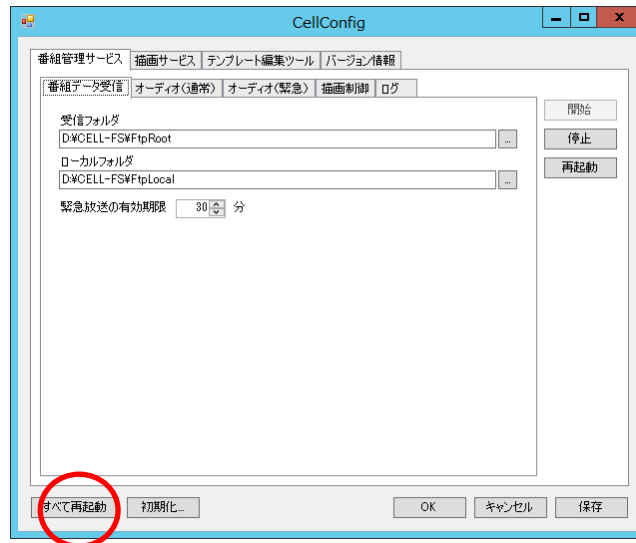 CellConfig
番組管理サービス 描画サービス テンプレート編集ツール バージョン情報
番組データ受信 オーディオ(通常) オーディオ(緊急) 描画制御 ログ
開始
受信フォルダ
D:¥CELL-FS¥FtpRoot ...
停止
ローカルフォルダ
再起動
D:¥CELL-FS¥FtpLocal ...
緊急放送の有効期限 30 分
すべて再起動 初期化... OK キャンセル 保存